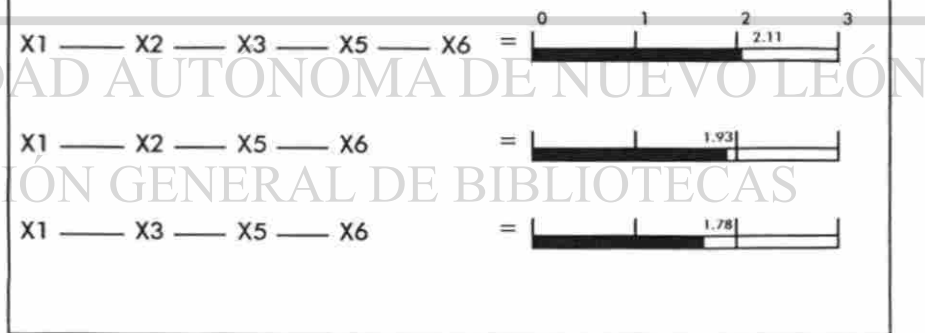 0 1 2 3
X1 —— X2 —— X3 —— X5 —— X6 = 2.11
DAD AUTÓNOMA DE NUEVO LEÓN
X1 —— X2 —— X5 —— X6 = 1.93
IÓN GENERAL DE BIBLIOTECAS
X1 —— X3 —— X5 —— X6 = 1.78